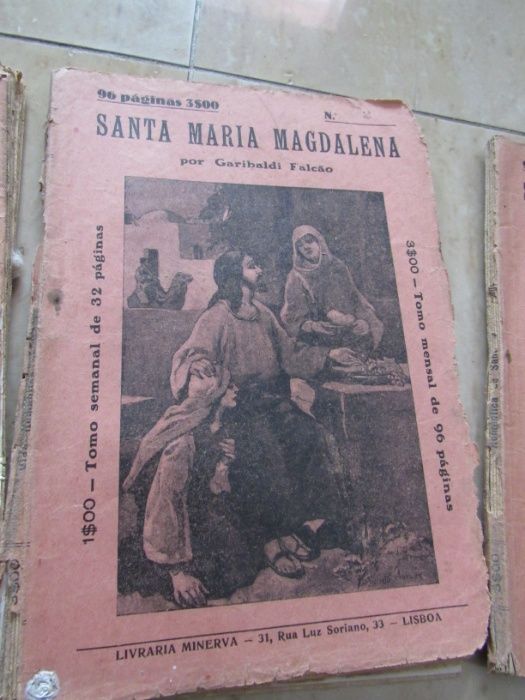 96 páginas 3$00
N. 2
SANTA MARIA MAGDALENA
por Garibaldi Falcão
1$00 — Tomo semanal de 32 páginas
3$00 — Tomo mensal de 96 páginas
LIVRARIA MINERVA — 31, Rua Luz Soriano, 33 — LISBOA